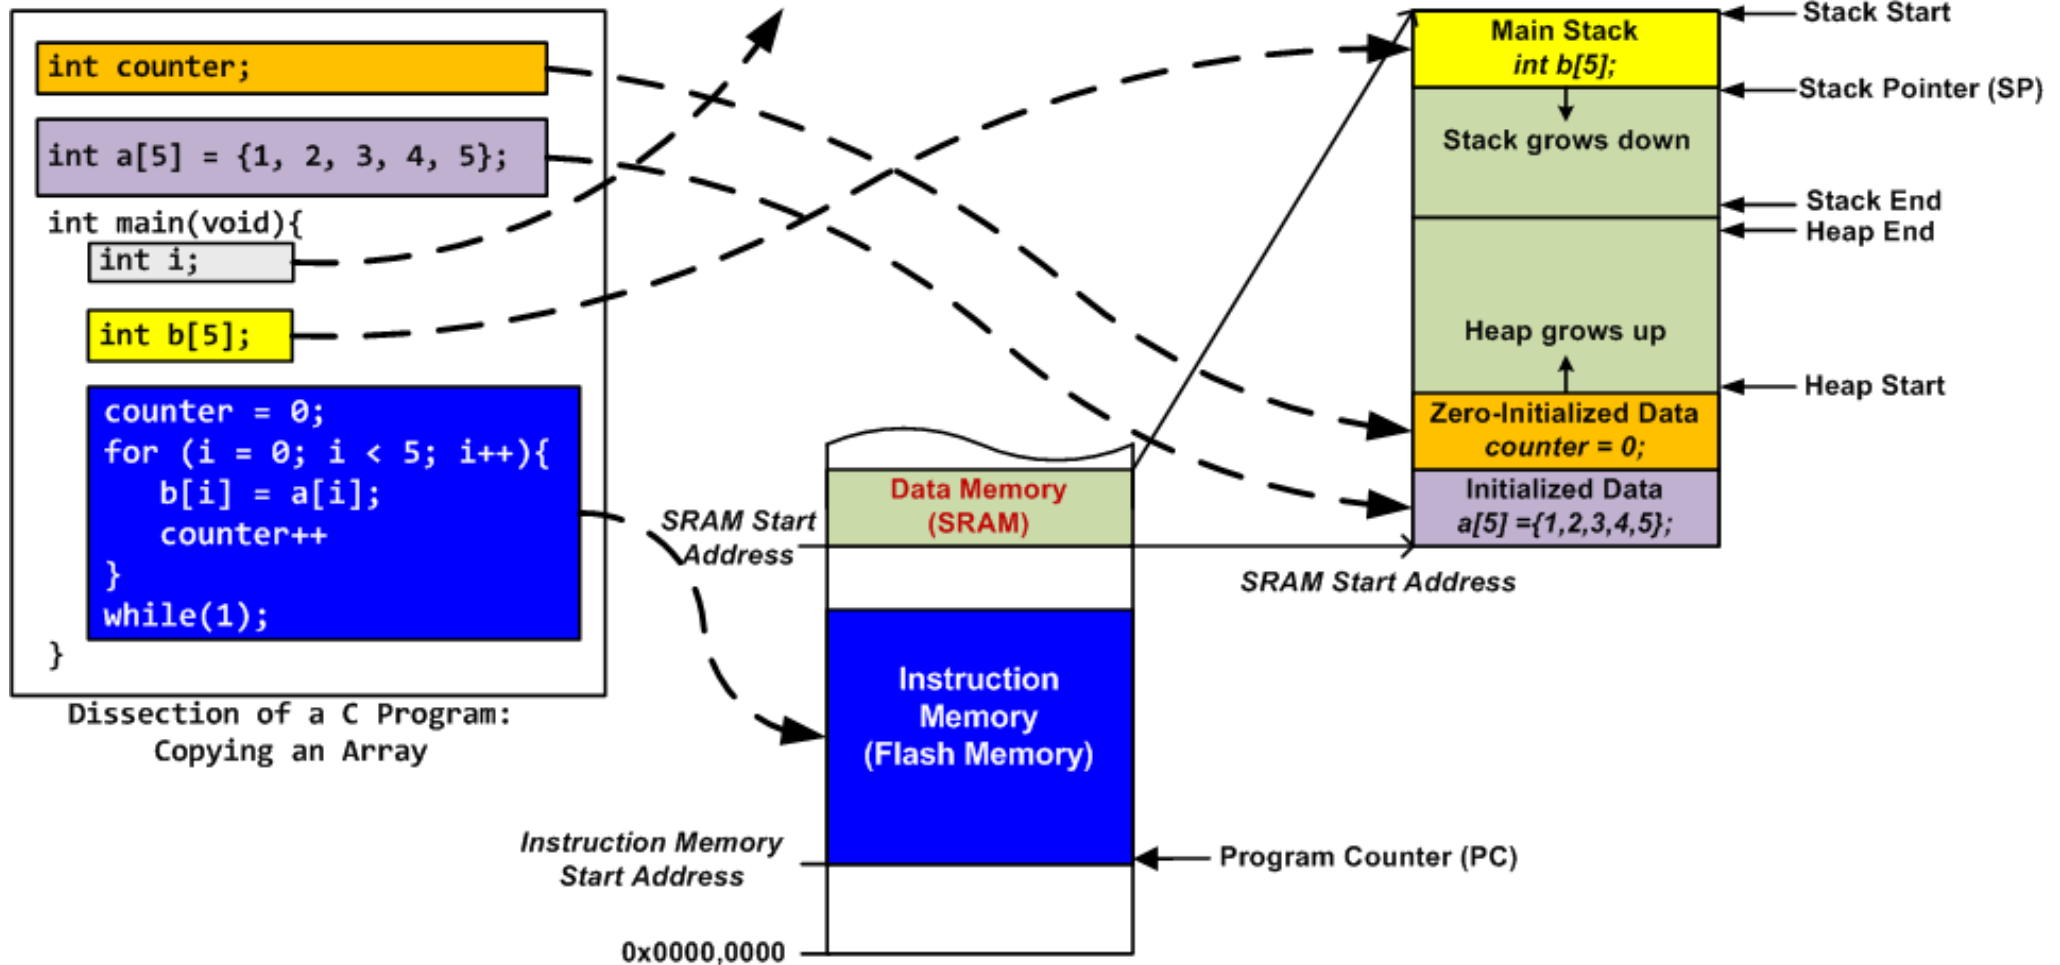 int counter;
int a[5] = {1, 2, 3, 4, 5};
int main(void){
int i;
int b[5];
counter = 0;
for (i = 0; i < 5; i++){
b[i] = a[i];
counter++
}
while(1);
}
Dissection of a C Program:
Copying an Array
SRAM Start
Address
Data Memory
(SRAM)
Instruction
Memory
(Flash Memory)
Instruction Memory
Start Address
Program Counter (PC)
0x0000,0000
Main Stack
int b[5];
Stack grows down
Heap grows up
Zero-Initialized Data
counter = 0;
Initialized Data
a[5] ={1,2,3,4,5};
SRAM Start Address
Stack Start
Stack Pointer (SP)
Stack End
Heap End
Heap Start